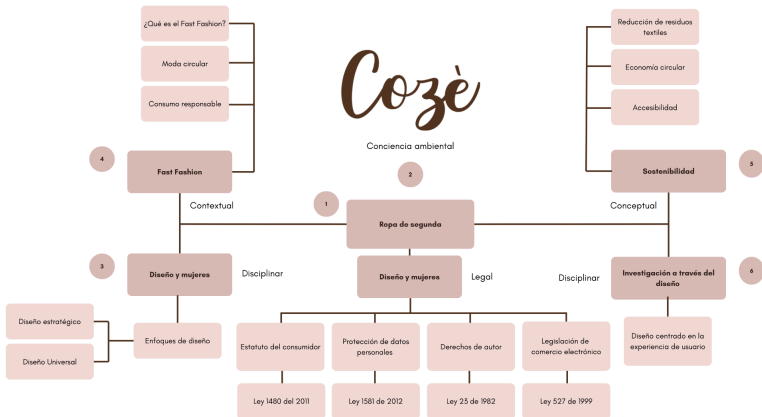 ¿Qué es el Fast Fashion?
Moda circular
Consumo responsable
Cozè
Conciencia ambiental
Reducción de residuos
textiles
Economía circular
Accesibilidad
4
Fast Fashion
2
Sostenibilidad
5
Contextual
1
Ropa de segunda
Conceptual
3
Diseño y mujeres
Disciplinar
Diseño y mujeres
Legal
Disciplinar
Investigación a través del
diseño
6
Diseño estratégico
Diseño Universal
Enfoques de diseño
Estatuto del consumidor
Protección de datos
personales
Derechos de autor
Legislación de
comercio electrónico
Diseño centrado en la
experiencia de usuario
Ley 1480 del 2011
Ley 1581 de 2012
Ley 23 de 1982
Ley 527 de 1999